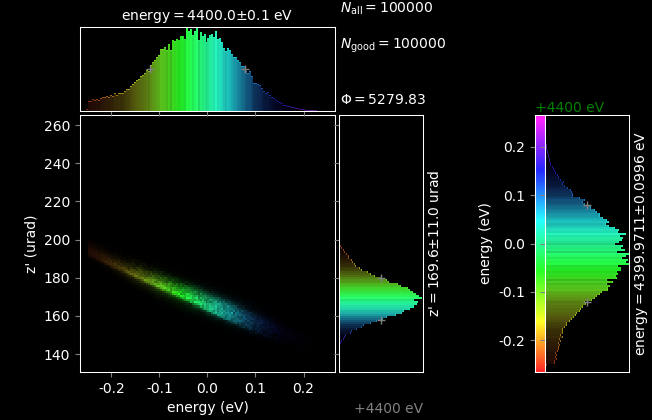 energy = 4400.0±0.1 eV
N_all = 100000
N_good = 100000
Φ = 5279.83
260
240
220
200
180
160
140
z' (urad)
-0.2
-0.1
0.0
0.1
0.2
energy (eV)
z' = 169.6±11.0 urad
+4400 eV
+4400 eV
0.2
0.1
0.0
-0.1
-0.2
energy (eV)
energy = 4399.9711±0.0996 eV